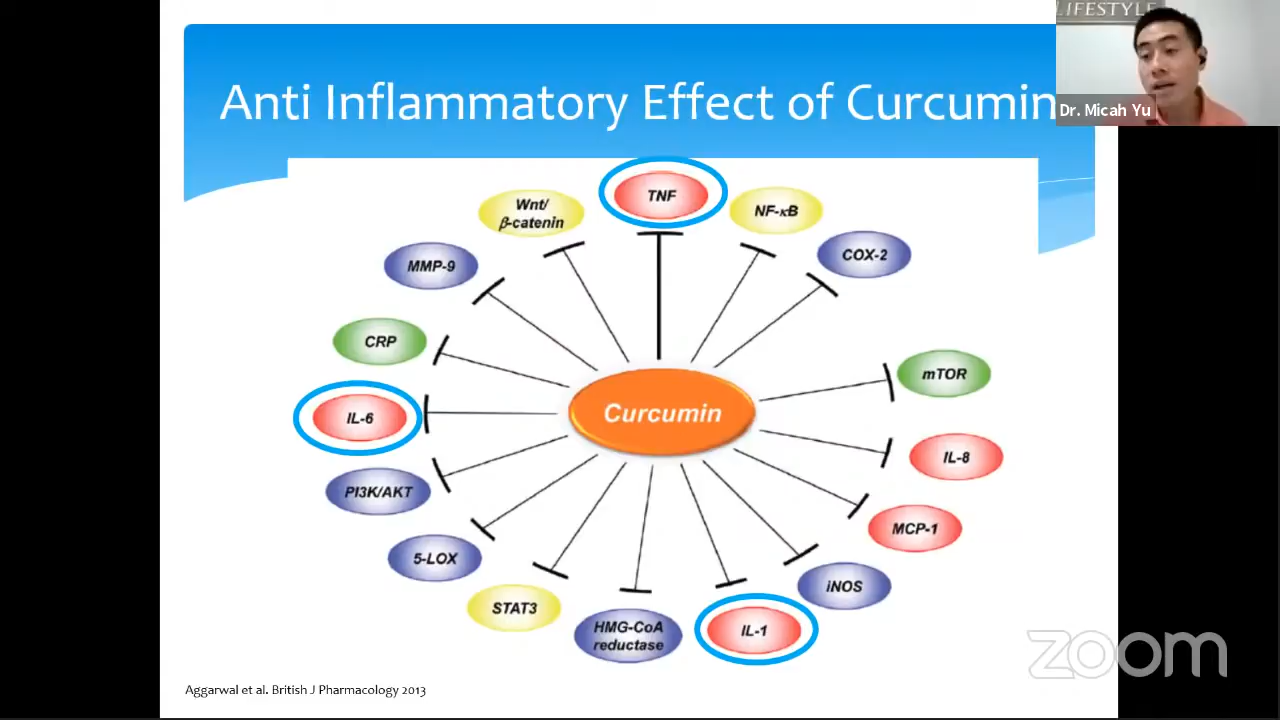 LIFESTYLE
Anti Inflammatory Effect of Curcumin
Dr. Micah Yu
TNF
Wnt/
β-catenin
NF-κB
MMP-9
COX-2
CRP
mTOR
IL-6
Curcumin
IL-8
PI3K/AKT
MCP-1
5-LOX
iNOS
STAT3
HMG-CoA
reductase
IL-1
zoom
Aggarwal et al. British J Pharmacology 2013